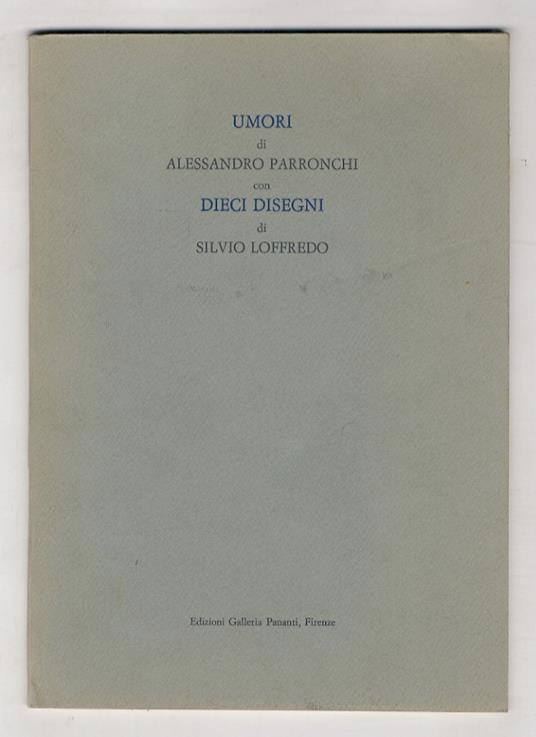 UMORI
di
ALESSANDRO PARRONCHI
con
DIECI DISEGNI
di
SILVIO LOFFREDO
Edizioni Galleria Pananti, Firenze